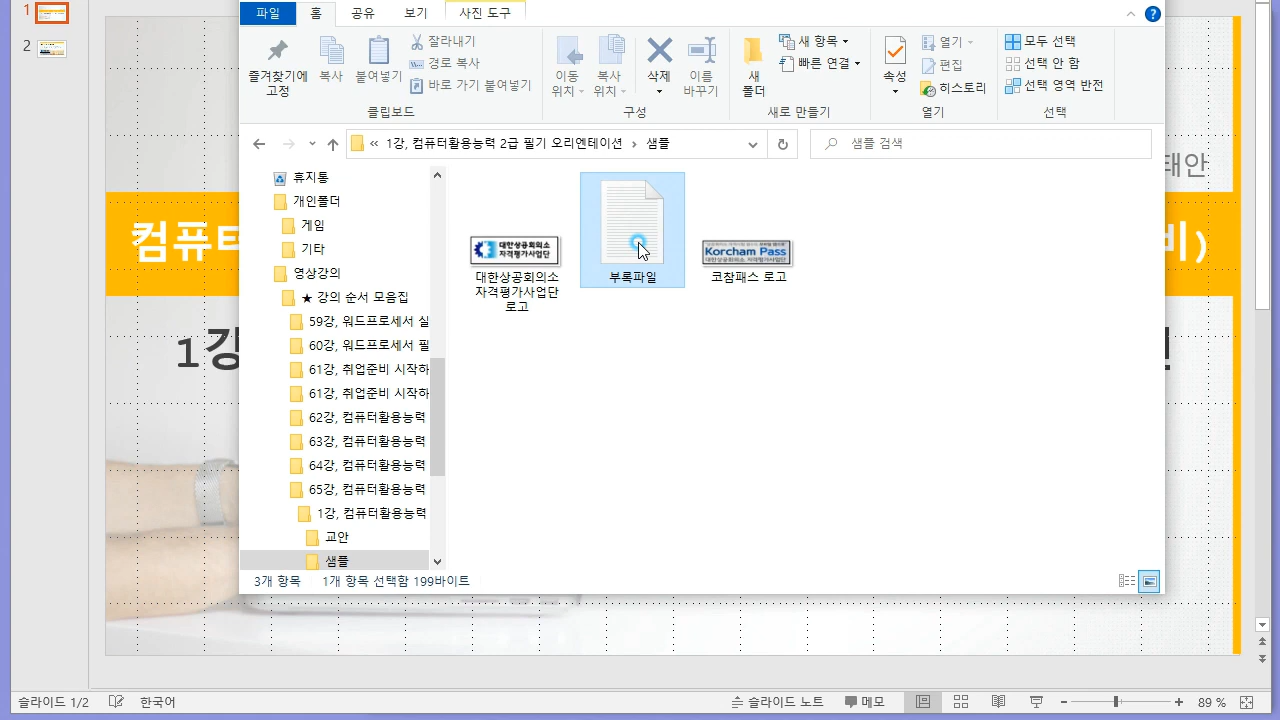 1
2
파일
홈
공유
보기
사진 도구
즐겨찾기에 고정
복사
붙여넣기
잘라내기
경로 복사
바로 가기 붙여넣기
클립보드
이동 위치
복사 위치
삭제
이름 바꾸기
구성
새 폴더
새 항목
빠른 연결
새로 만들기
속성
열기
편집
히스토리
열기
모두 선택
선택 안 함
선택 영역 반전
선택
« 1강, 컴퓨터활용능력 2급 필기 오리엔테이션 › 샘플
샘플 검색
휴지통
개인폴더
게임
기타
영상강의
★ 강의 순서 모음집
59강, 워드프로세서 실
60강, 워드프로세서 필
61강, 취업준비 시작하
61강, 취업준비 시작하
62강, 컴퓨터활용능력
63강, 컴퓨터활용능력
64강, 컴퓨터활용능력
65강, 컴퓨터활용능력
1강, 컴퓨터활용능력
교안
샘플
대한상공회의소
자격평가사업단
대한상공회의소
자격평가사업단
로고
부록파일
Korcham Pass
대한상공회의소 자격평가사업단
코참패스 로고
3개 항목
1개 항목 선택함 199바이트
태안
컴퓨터
비)
1강
슬라이드 1/2
한국어
슬라이드 노트
메모
89 %